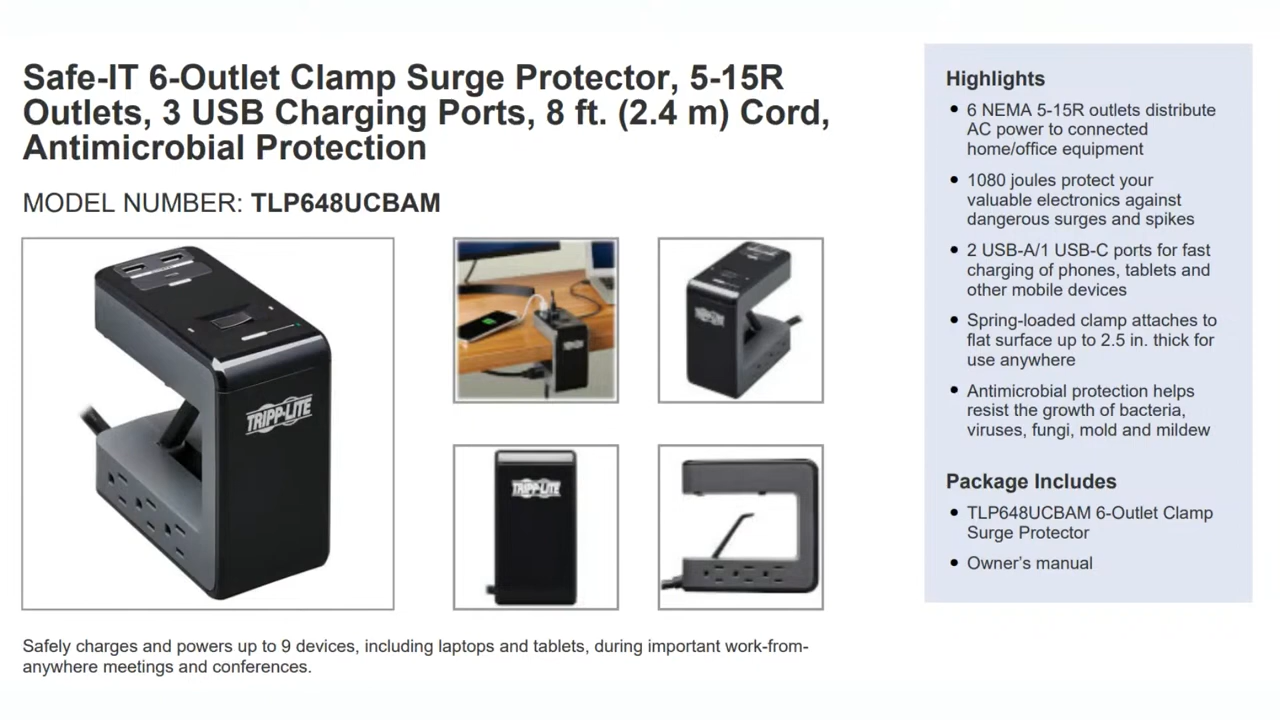 Safe-IT 6-Outlet Clamp Surge Protector, 5-15R
Outlets, 3 USB Charging Ports, 8 ft. (2.4 m) Cord,
Antimicrobial Protection
MODEL NUMBER: TLP648UCBAM
TRIPP-LITE
TRIPP-LITE
TRIPP-LITE
TRIPP-LITE
Safely charges and powers up to 9 devices, including laptops and tablets, during important work-from-
anywhere meetings and conferences.
Highlights
• 6 NEMA 5-15R outlets distribute
AC power to connected
home/office equipment
• 1080 joules protect your
valuable electronics against
dangerous surges and spikes
• 2 USB-A/1 USB-C ports for fast
charging of phones, tablets and
other mobile devices
• Spring-loaded clamp attaches to
flat surface up to 2.5 in. thick for
use anywhere
• Antimicrobial protection helps
resist the growth of bacteria,
viruses, fungi, mold and mildew
Package Includes
• TLP648UCBAM 6-Outlet Clamp
Surge Protector
• Owner’s manual